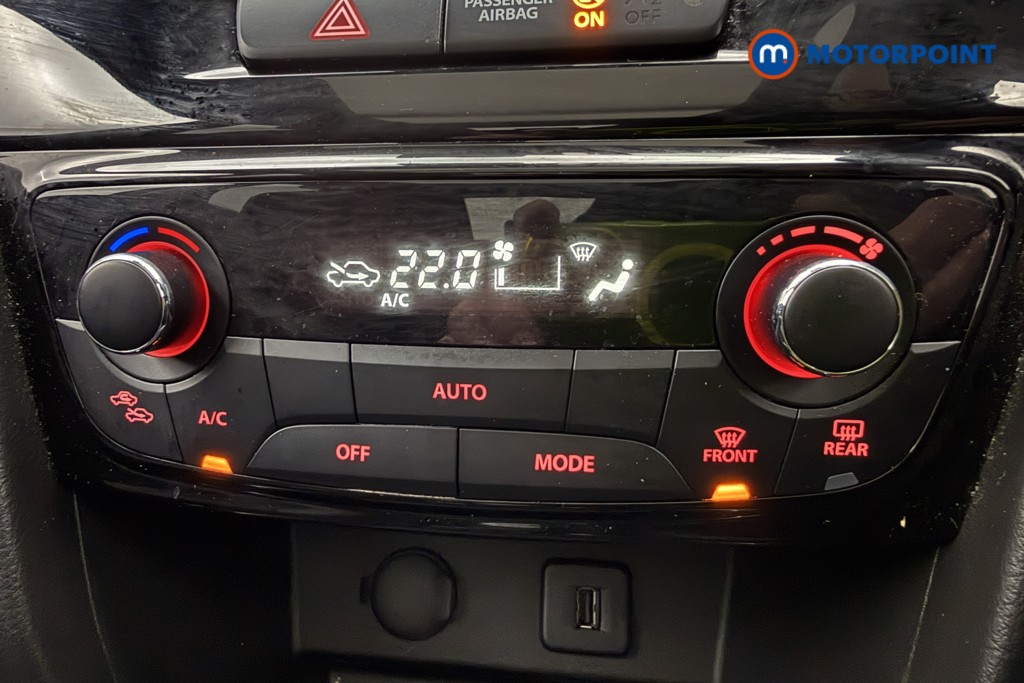 PASSENGER
AIRBAG
ON
OFF
m MOTORPOINT
22.0
A/C
AUTO
A/C
OFF
MODE
FRONT
REAR